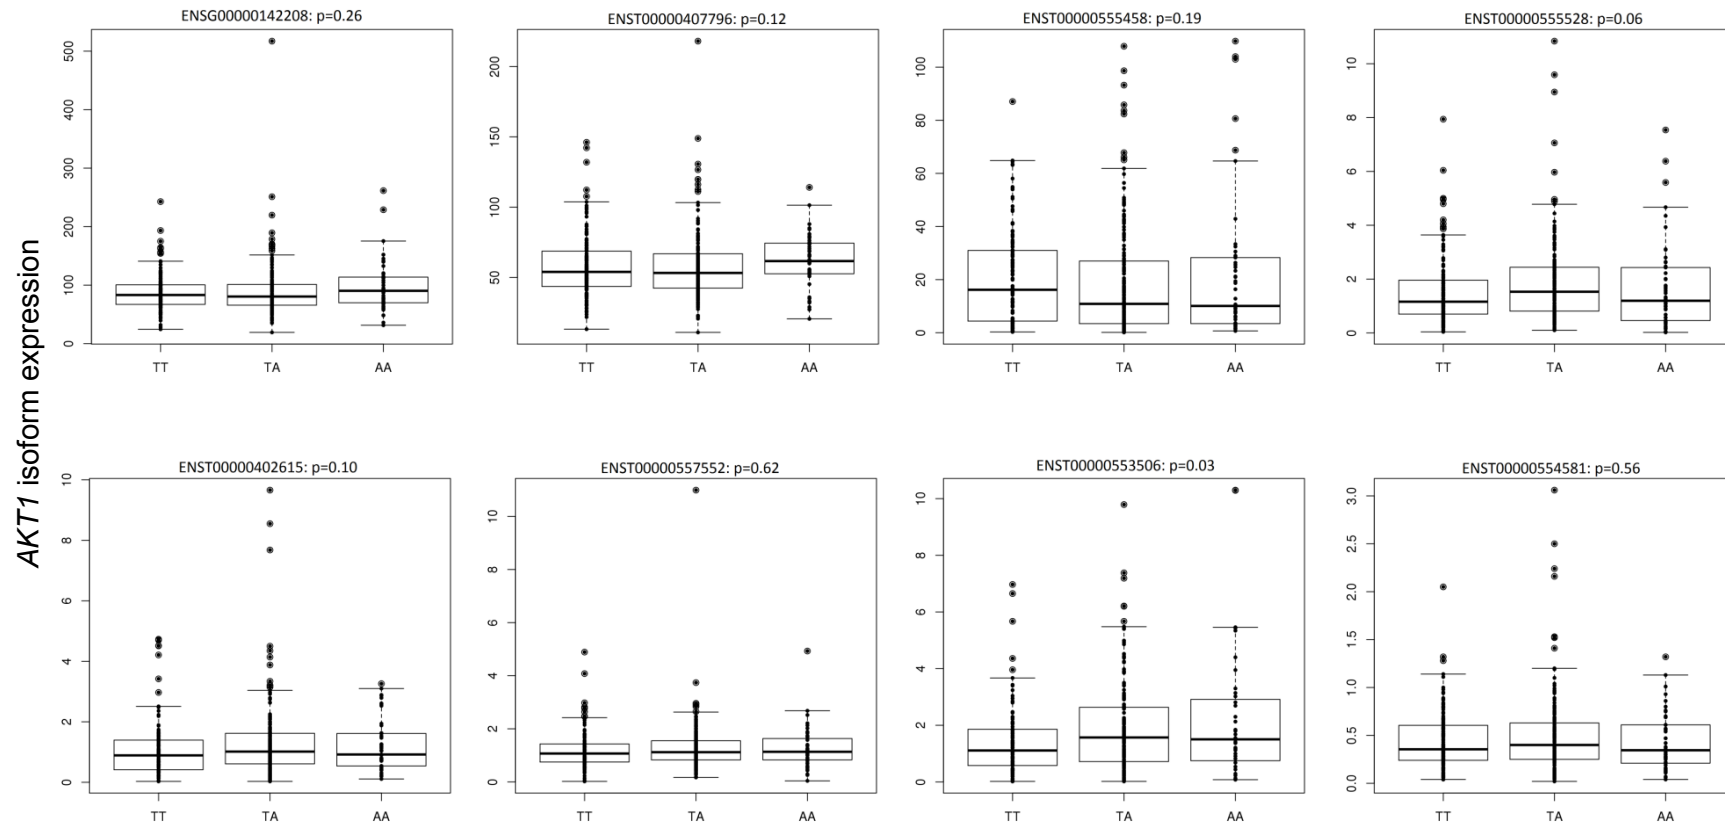 AKT1 isoform expression
ENSG00000142208: p=0.26
500
400
300
200
100
0
TT TA AA
ENST00000407796: p=0.12
200
150
100
50
TT TA AA
ENST00000555458: p=0.19
100
80
60
40
20
0
TT TA AA
ENST00000555528: p=0.06
10
8
6
4
2
0
TT TA AA
ENST00000402615: p=0.10
10
8
6
4
2
0
TT TA AA
ENST00000557552: p=0.62
10
8
6
4
2
0
TT TA AA
ENST00000553506: p=0.03
10
8
6
4
2
0
TT TA AA
ENST00000554581: p=0.56
3.0
2.5
2.0
1.5
1.0
0.5
0.0
TT TA AA